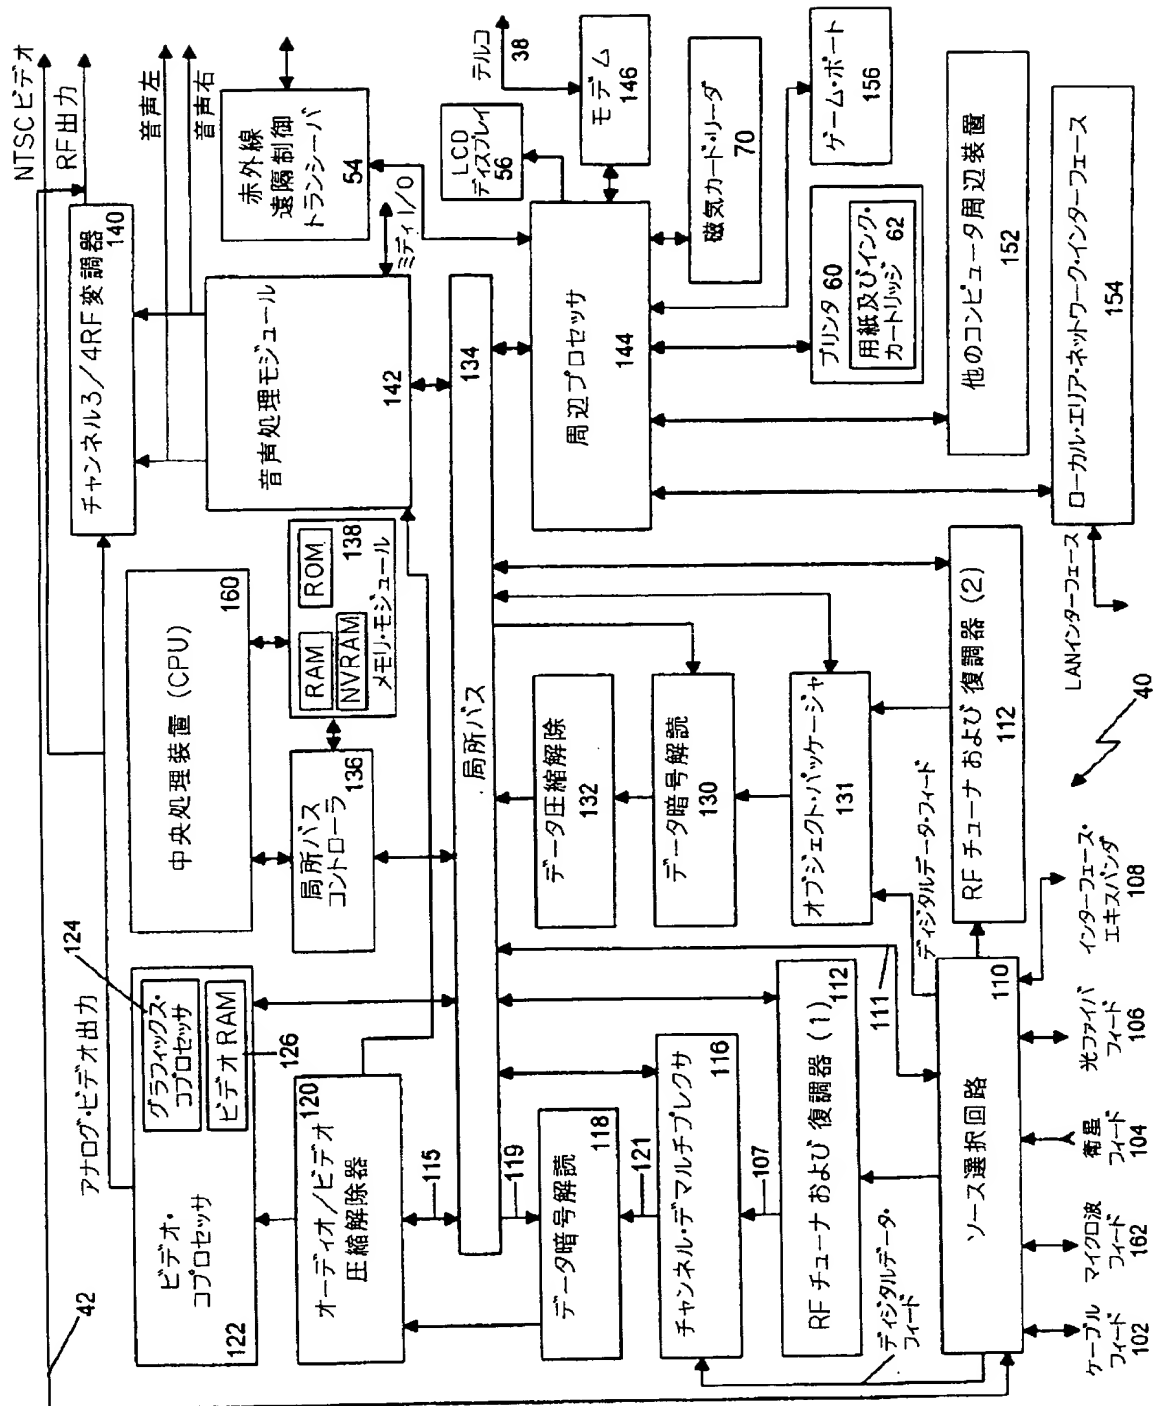 NTSCビデオ
RF出力
音声左
音声右
チャンネル3/4RF変調器
140
赤外線
遠隔制御
トランシーバ
54
ミディI/O
音声処理モジュール
142
アナログ・ビデオ出力
42
124
ビデオ・
コプロセッサ
122
グラフィックス・
コプロセッサ
ビデオRAM
126
中央処理装置 (CPU)
160
局所バス
コントローラ
136
RAM
ROM
NVRAM
138
メモリ・モジュール
オーディオ/ビデオ
圧縮解除器
120
115
局所バス
134
119
データ暗号解読
118
121
チャンネル・デマルチプレクサ
116
107
RFチューナ および 復調器 (1)
112
ディジタルデータ・
フィード
データ圧縮解除
132
データ暗号解読
130
オブジェクト・パッケージャ
131
ディジタルデータ・フィード
111
RFチューナ および 復調器 (2)
112
ソース選択回路
110
ケーブル
フィード
102
マイクロ波
フィード
162
衛星
フィード
104
光ファイバ
フィード
106
インターフェース・
エキスパンダ
108
40
周辺プロセッサ
144
LCD
ディスプレイ
56
テルコ
38
モデム
146
磁気カード・リーダ
70
ゲーム・ポート
156
プリンタ 60
用紙及びインク・
カートリッジ 62
他のコンピュータ周辺装置
152
ローカル・エリア・ネットワーク・インターフェース
154
LANインターフェース